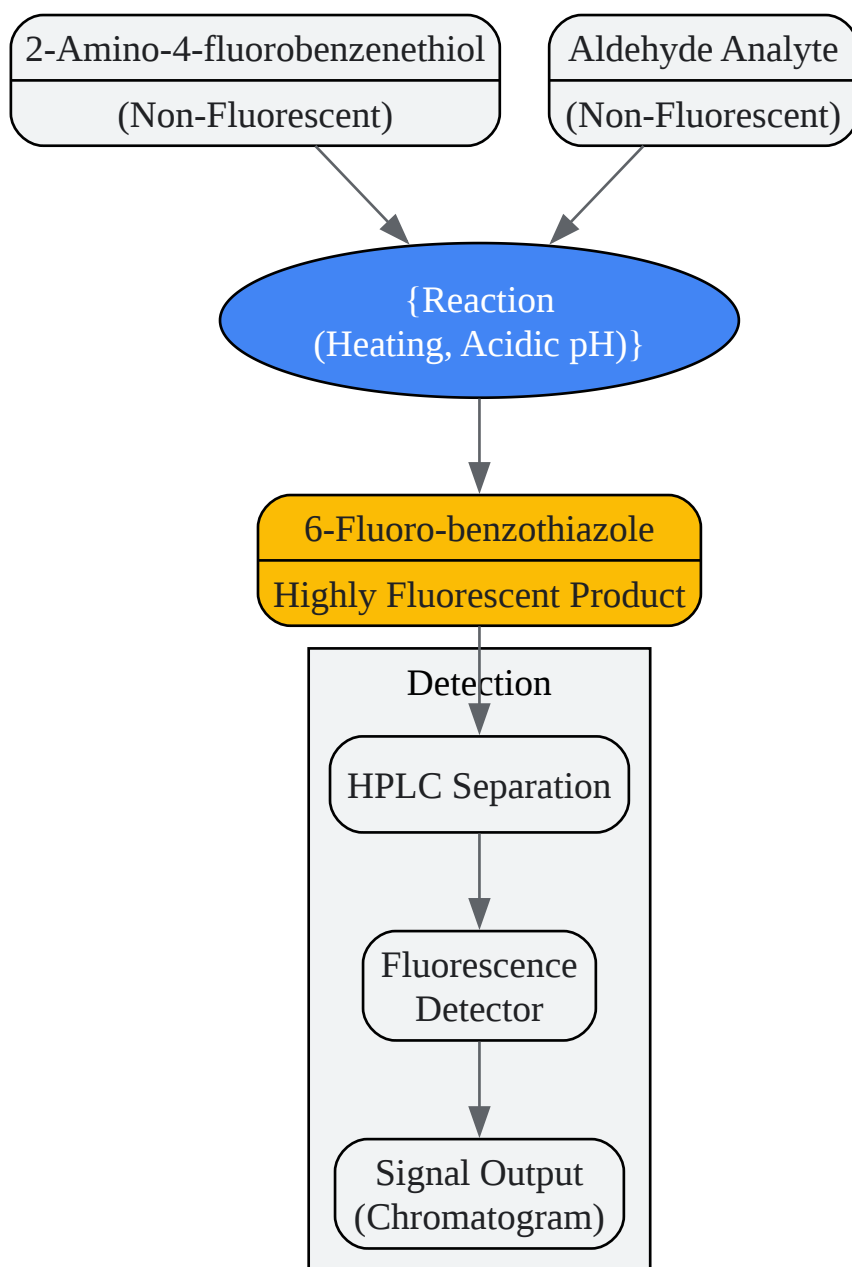 2-Amino-4-fluorobenzenethiol
(Non-Fluorescent)
Aldehyde Analyte
(Non-Fluorescent)
{Reaction
(Heating, Acidic pH)}
6-Fluoro-benzothiazole
Highly Fluorescent Product
Detection
HPLC Separation
Fluorescence
Detector
Signal Output
(Chromatogram)